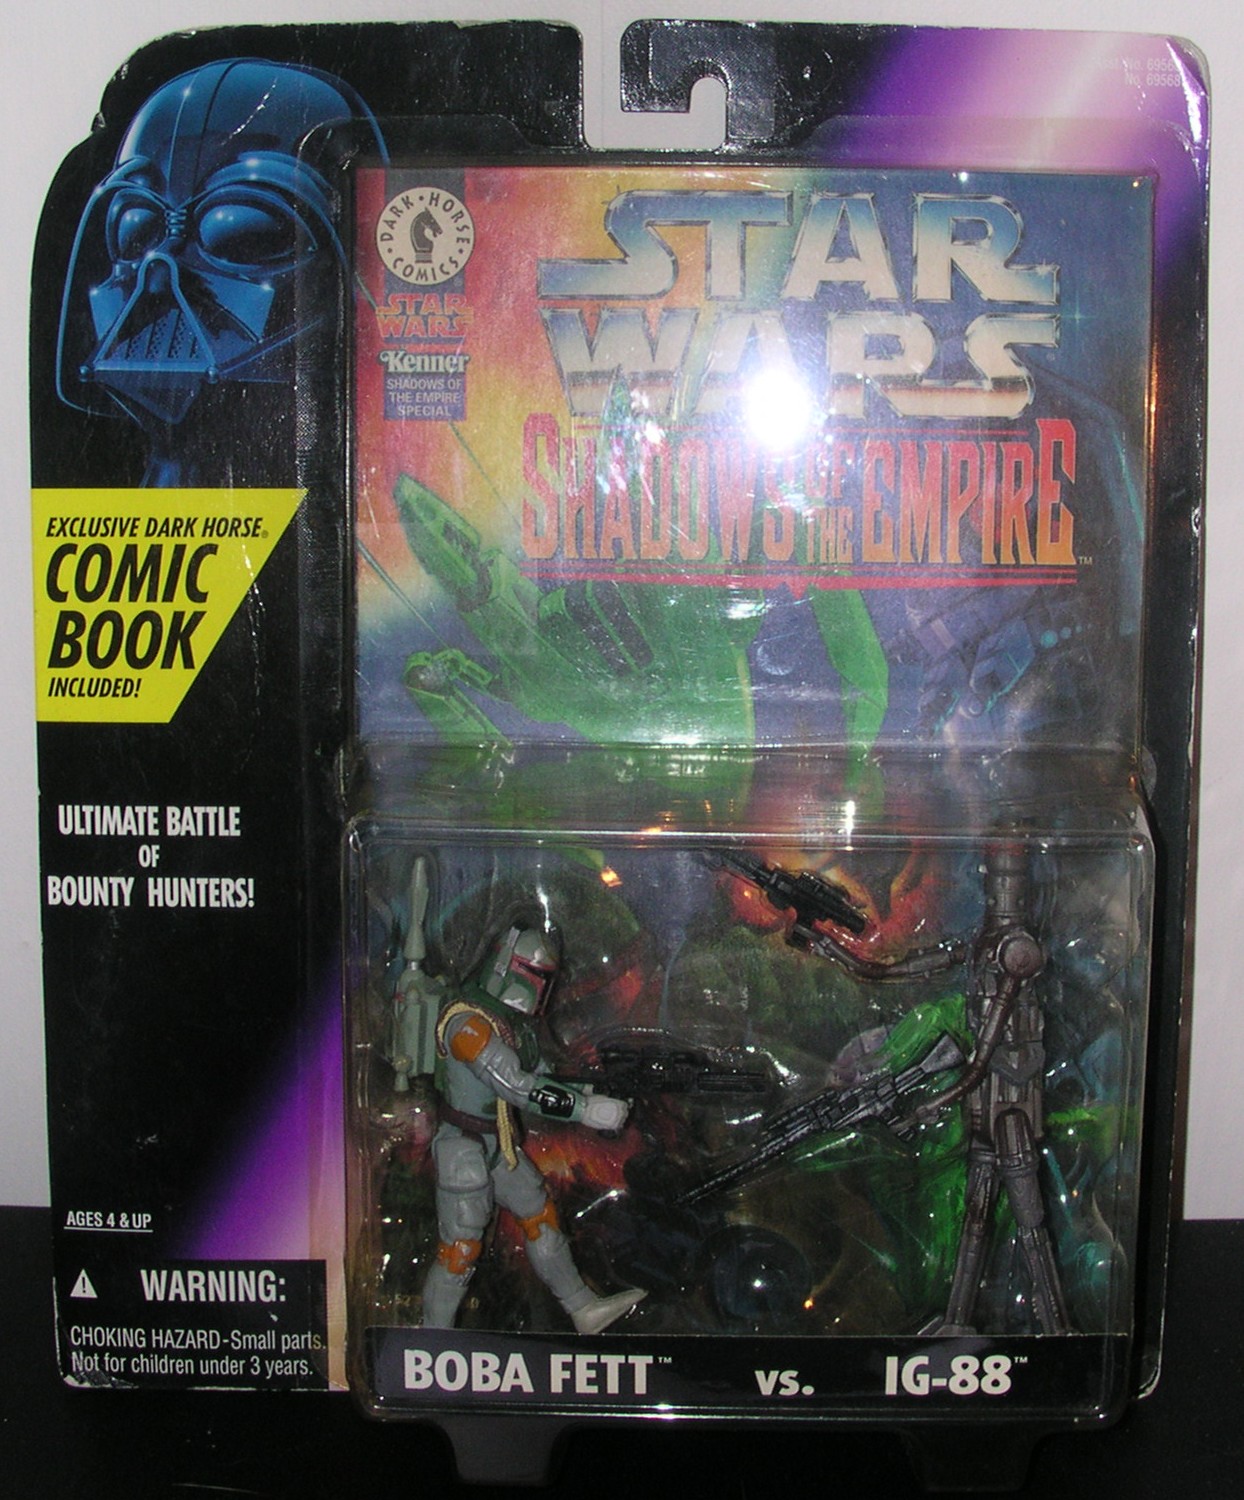 No. 69568
DARK • HORSE
COMICS
STAR
WARS
Kenner
SHADOWS OF
THE EMPIRE
SPECIAL
STAR
WARS
SHADOWS OF THE EMPIRE™
EXCLUSIVE DARK HORSE®
COMIC
BOOK
INCLUDED!
ULTIMATE BATTLE
OF
BOUNTY HUNTERS!
AGES 4 & UP
WARNING:
CHOKING HAZARD-Small parts.
Not for children under 3 years.
BOBA FETT™ vs. IG-88™